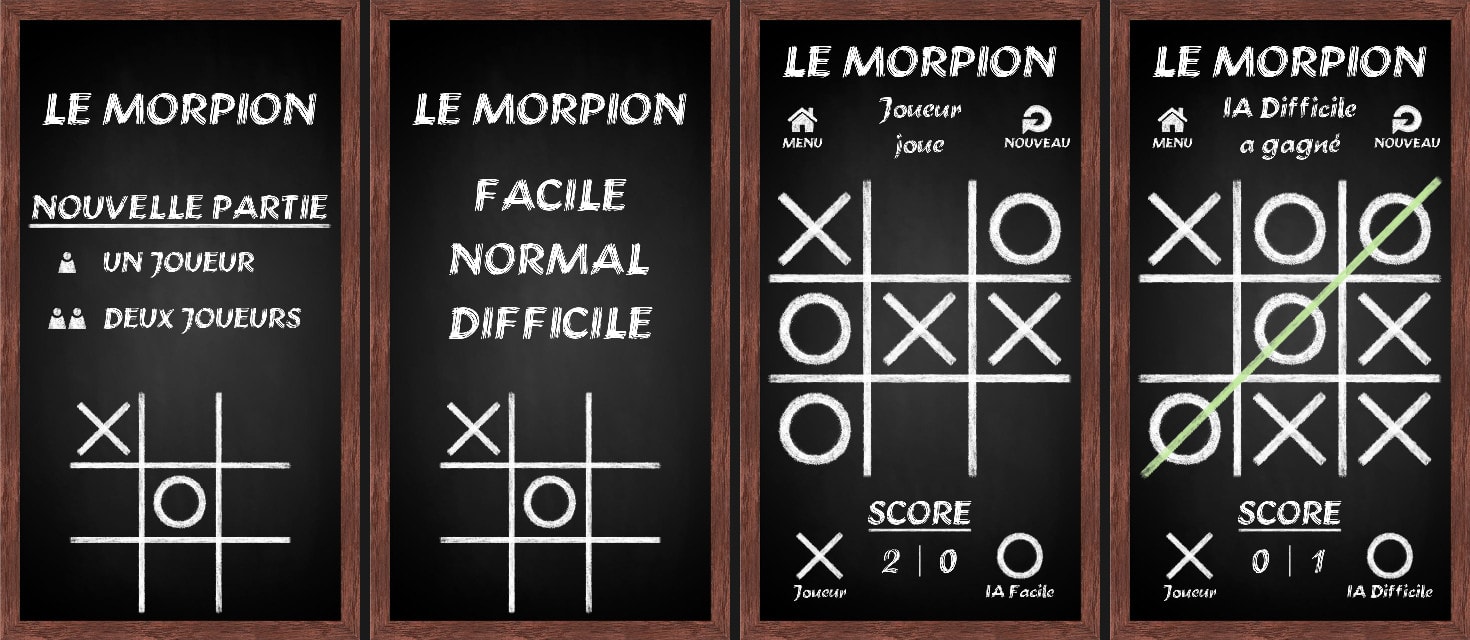 LE MORPION
NOUVELLE PARTIE
UN JOUEUR
DEUX JOUEURS
LE MORPION
FACILE
NORMAL
DIFFICILE
LE MORPION
Joueur
joue
MENU
NOUVEAU
SCORE
2 | 0
Joueur
IA Facile
LE MORPION
IA Difficile
a gagné
MENU
NOUVEAU
SCORE
0 | 1
Joueur
IA Difficile